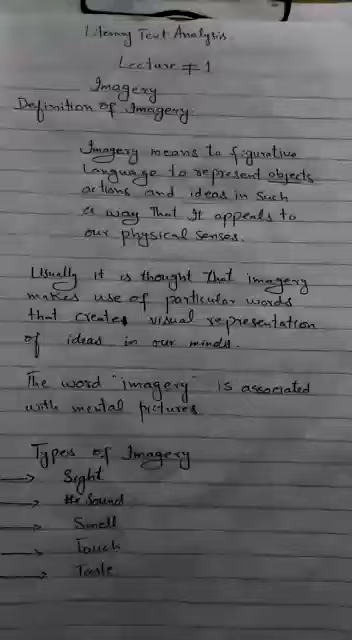 Literary Text Analysis.
Lecture # 1
Imagery
Definition of Imagery:
Imagery means to figurative
Language to represent objects
actions and ideas in such
a way that It appeals to
our physical senses.
Usually it is thought that imagery
makes use of particular words
that creates visual representation
of ideas in our minds.
The word "imagery" is associated
with mental pictures
Types of Imagery
→ Sight
→ Sound
→ Smell
→ Touch
→ Taste